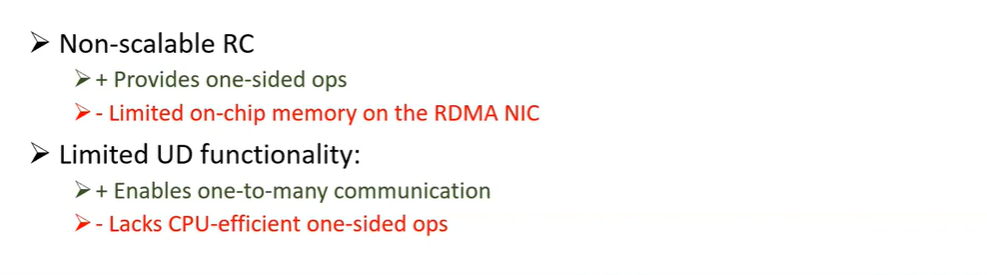 ➢ Non-scalable RC
➢ + Provides one-sided ops
➢ - Limited on-chip memory on the RDMA NIC
➢ Limited UD functionality:
➢ + Enables one-to-many communication
➢ - Lacks CPU-efficient one-sided ops